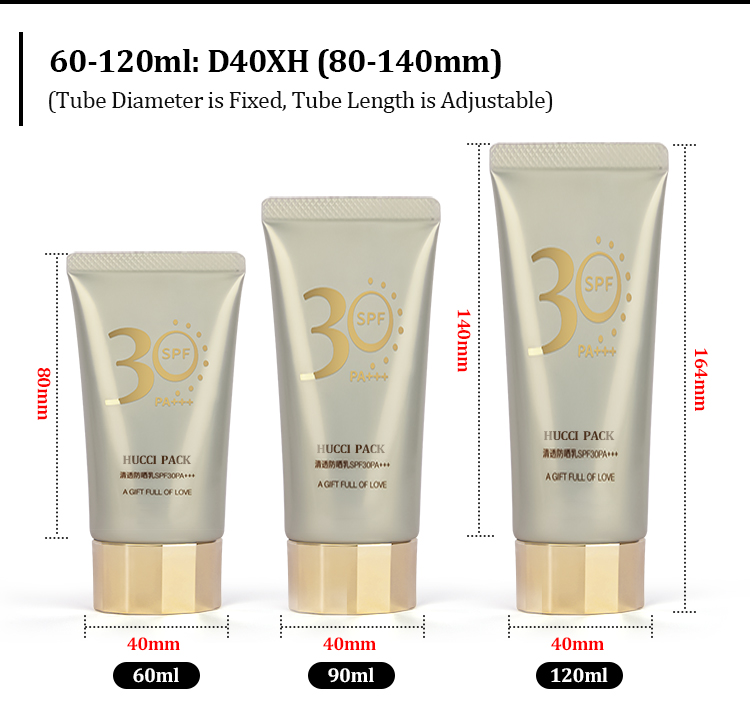 60-120ml: D40XH (80-140mm)
(Tube Diameter is Fixed, Tube Length is Adjustable)
80mm
30
SPF
PA+++
HUCCI PACK
清透防晒乳SPF30PA+++
A GIFT FULL OF LOVE
30
SPF
PA+++
HUCCI PACK
清透防晒乳SPF30PA+++
A GIFT FULL OF LOVE
140mm
30
SPF
PA+++
HUCCI PACK
清透防晒乳SPF30PA+++
A GIFT FULL OF LOVE
164mm
40mm
40mm
40mm
60ml
90ml
120ml